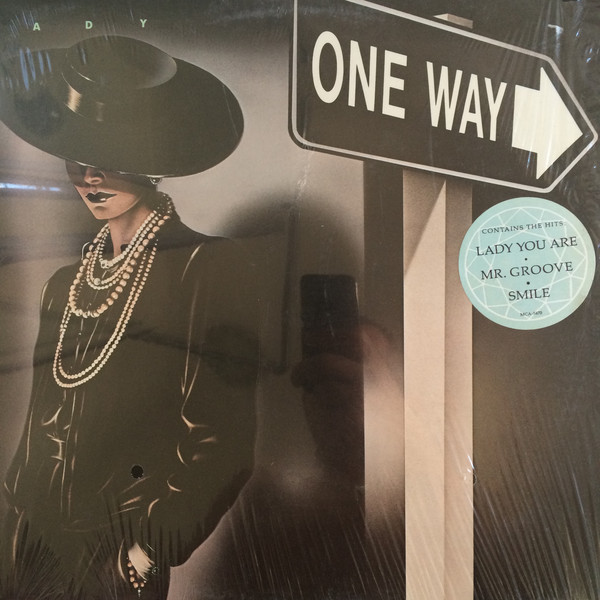 ADY
ONE WAY
CONTAINS THE HITS:
LADY YOU ARE
•
MR. GROOVE
•
SMILE